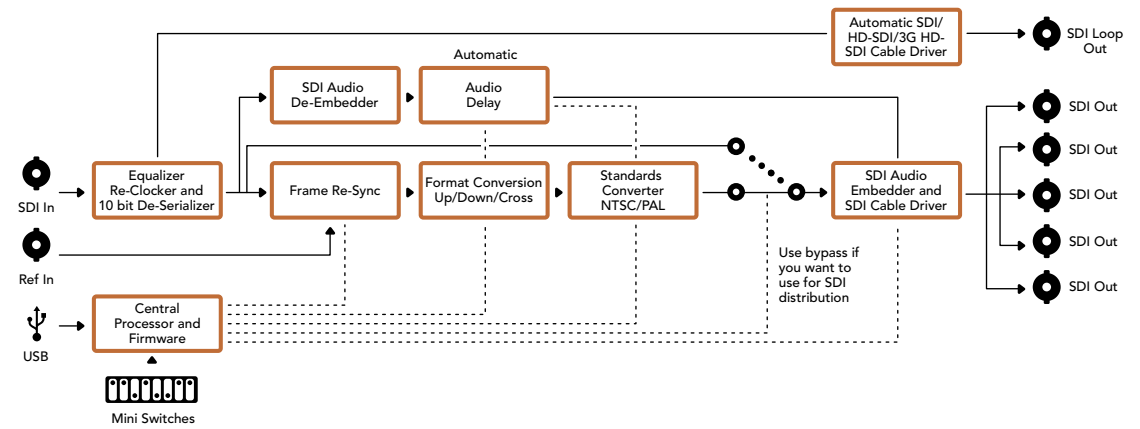 Automatic SDI/
HD-SDI/3G HD-
SDI Cable Driver
SDI Loop
Out
Automatic
SDI Audio
De-Embedder
Audio
Delay
SDI Out
SDI Out
SDI In
Equalizer
Re-Clocker and
10 bit De-Serializer
Frame Re-Sync
Format Conversion
Up/Down/Cross
Standards
Converter
NTSC/PAL
SDI Audio
Embedder and
SDI Cable Driver
SDI Out
SDI Out
SDI Out
Ref In
Use bypass if
you want to
use for SDI
distribution
USB
Central
Processor and
Firmware
Mini Switches